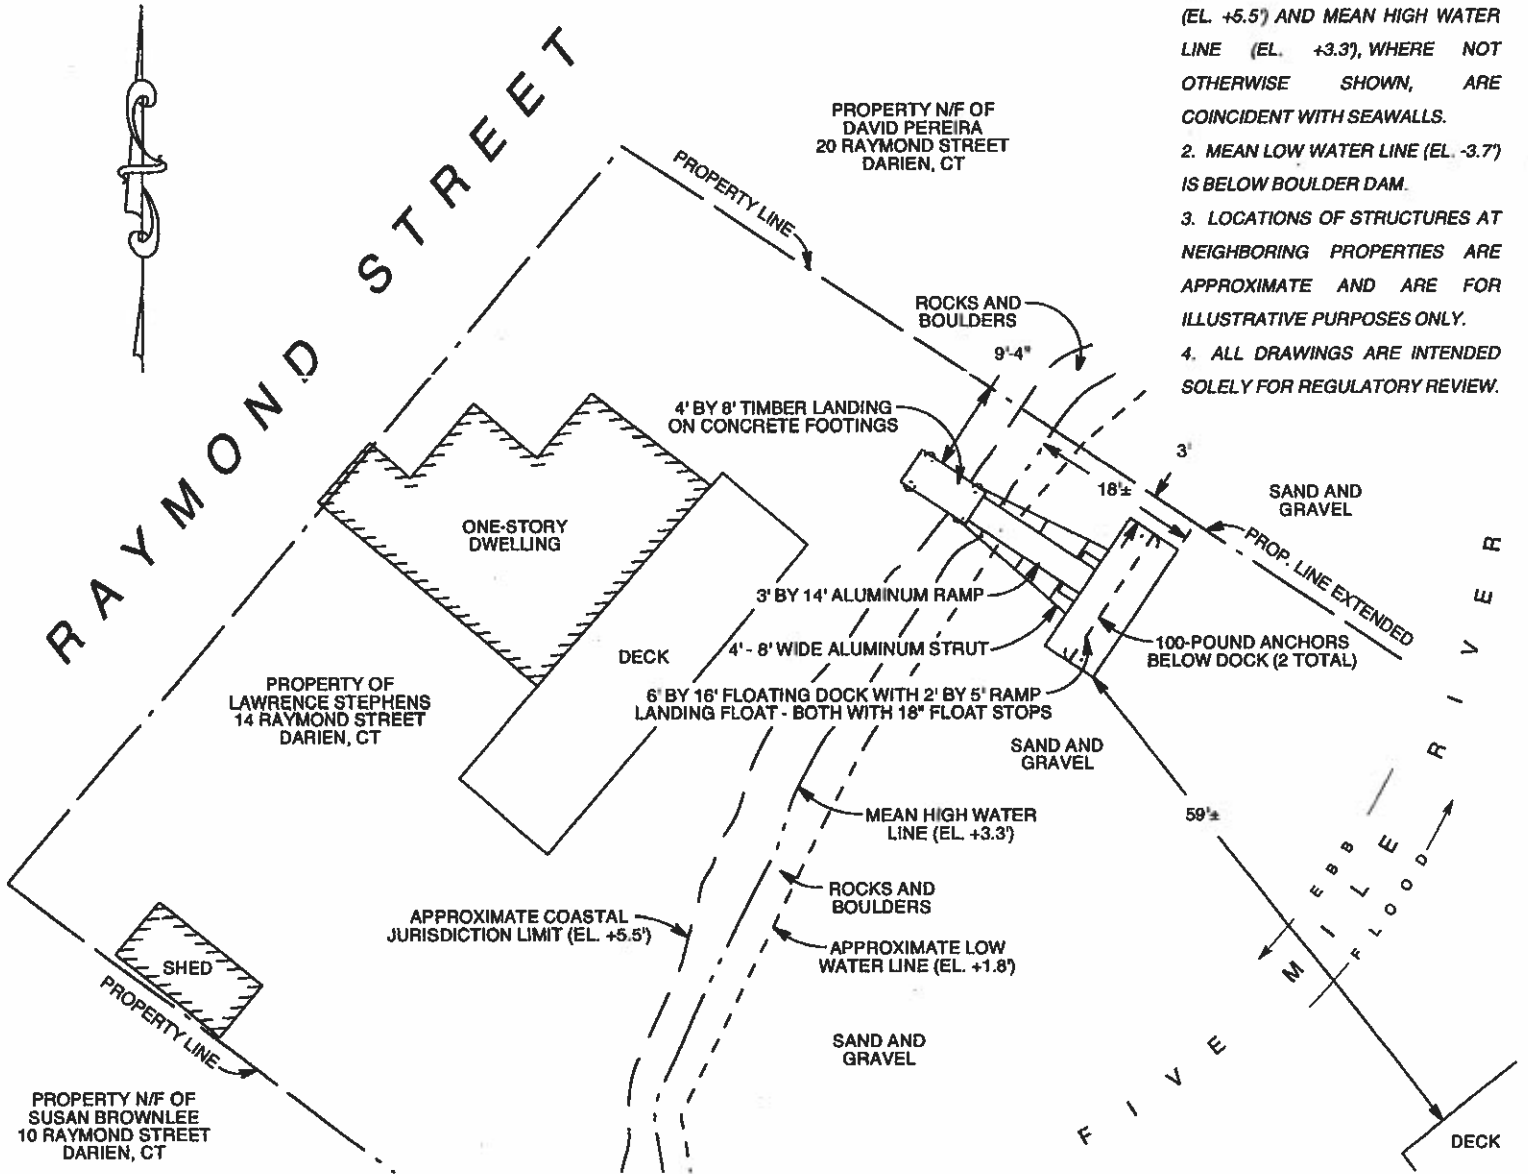 (EL. +5.5') AND MEAN HIGH WATER
LINE (EL. +3.3'), WHERE NOT
OTHERWISE SHOWN, ARE
COINCIDENT WITH SEAWALLS.
2. MEAN LOW WATER LINE (EL. -3.7')
IS BELOW BOULDER DAM.
3. LOCATIONS OF STRUCTURES AT
NEIGHBORING PROPERTIES ARE
APPROXIMATE AND ARE FOR
ILLUSTRATIVE PURPOSES ONLY.
4. ALL DRAWINGS ARE INTENDED
SOLELY FOR REGULATORY REVIEW.
RAYMOND STREET
PROPERTY N/F OF
DAVID PEREIRA
20 RAYMOND STREET
DARIEN, CT
PROPERTY LINE
ROCKS AND
BOULDERS
9'-4"
4' BY 8' TIMBER LANDING
ON CONCRETE FOOTINGS
3'
18'±
SAND AND
GRAVEL
PROP. LINE EXTENDED
ONE-STORY
DWELLING
3' BY 14' ALUMINUM RAMP
4' - 8' WIDE ALUMINUM STRUT
100-POUND ANCHORS
BELOW DOCK (2 TOTAL)
DECK
6' BY 16' FLOATING DOCK WITH 2' BY 5' RAMP
LANDING FLOAT - BOTH WITH 18" FLOAT STOPS
PROPERTY OF
LAWRENCE STEPHENS
14 RAYMOND STREET
DARIEN, CT
SAND AND
GRAVEL
59'±
MEAN HIGH WATER
LINE (EL. +3.3')
ROCKS AND
BOULDERS
APPROXIMATE COASTAL
JURISDICTION LIMIT (EL. +5.5')
APPROXIMATE LOW
WATER LINE (EL. +1.8')
EBB
FLOOD
FIVE MILE RIVER
SHED
PROPERTY LINE
SAND AND
GRAVEL
PROPERTY N/F OF
SUSAN BROWNLEE
10 RAYMOND STREET
DARIEN, CT
DECK